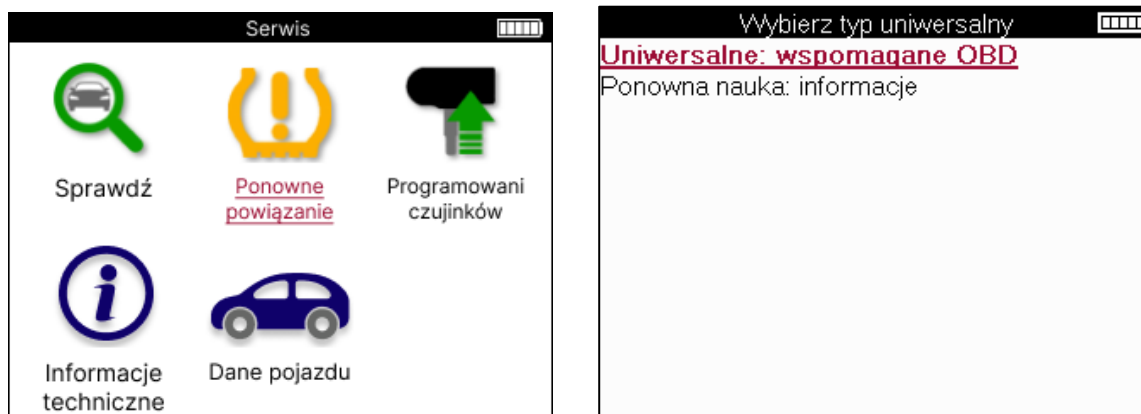 Serwis
Sprawdź
Ponowne
powiązanie
Programowani
czujinków
Informacje
techniczne
Dane pojazdu
Wybierz typ uniwersalny
Uniwersalne: wspomagane OBD
Ponowna nauka: informacje